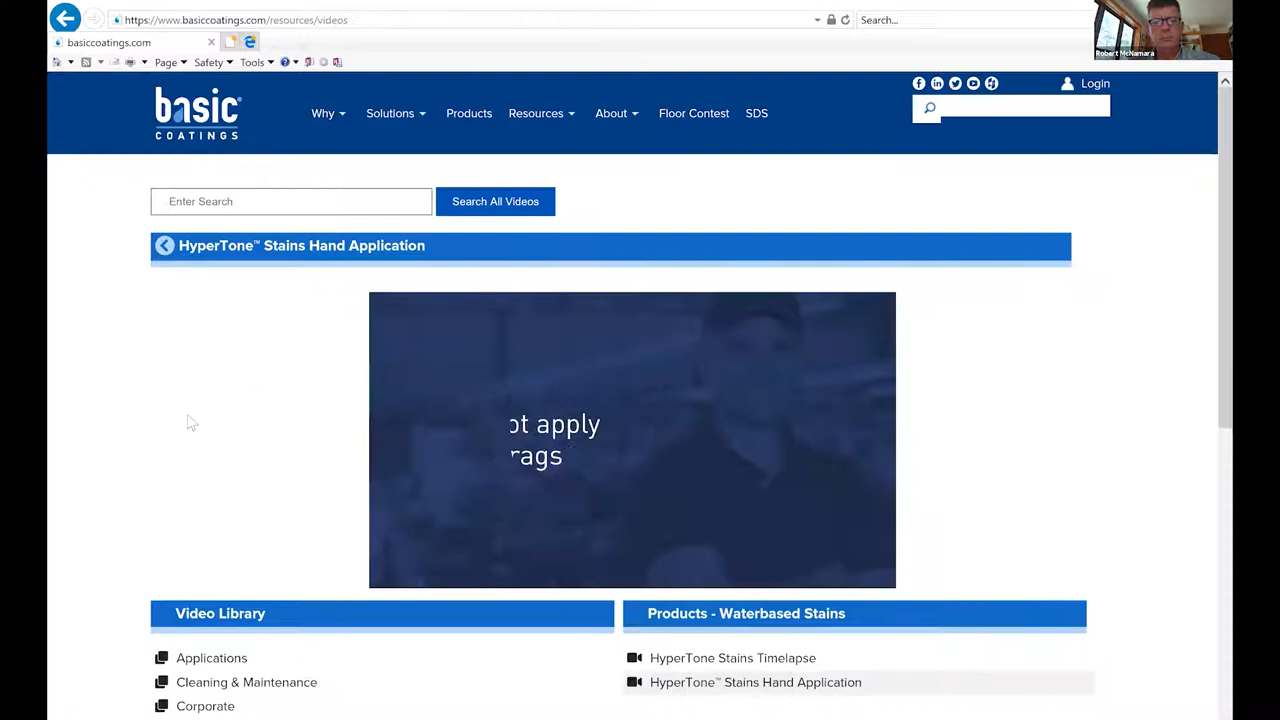 https://www.basiccoatings.com/resources/videos
Search...
basiccoatings.com
Page
Safety
Tools
Robert McNamara
basic
COATINGS
Why
Solutions
Products
Resources
About
Floor Contest
SDS
Login
Enter Search
Search All Videos
HyperTone™ Stains Hand Application
ot apply
rags
Video Library
Products - Waterbased Stains
Applications
HyperTone Stains Timelapse
Cleaning & Maintenance
HyperTone™ Stains Hand Application
Corporate